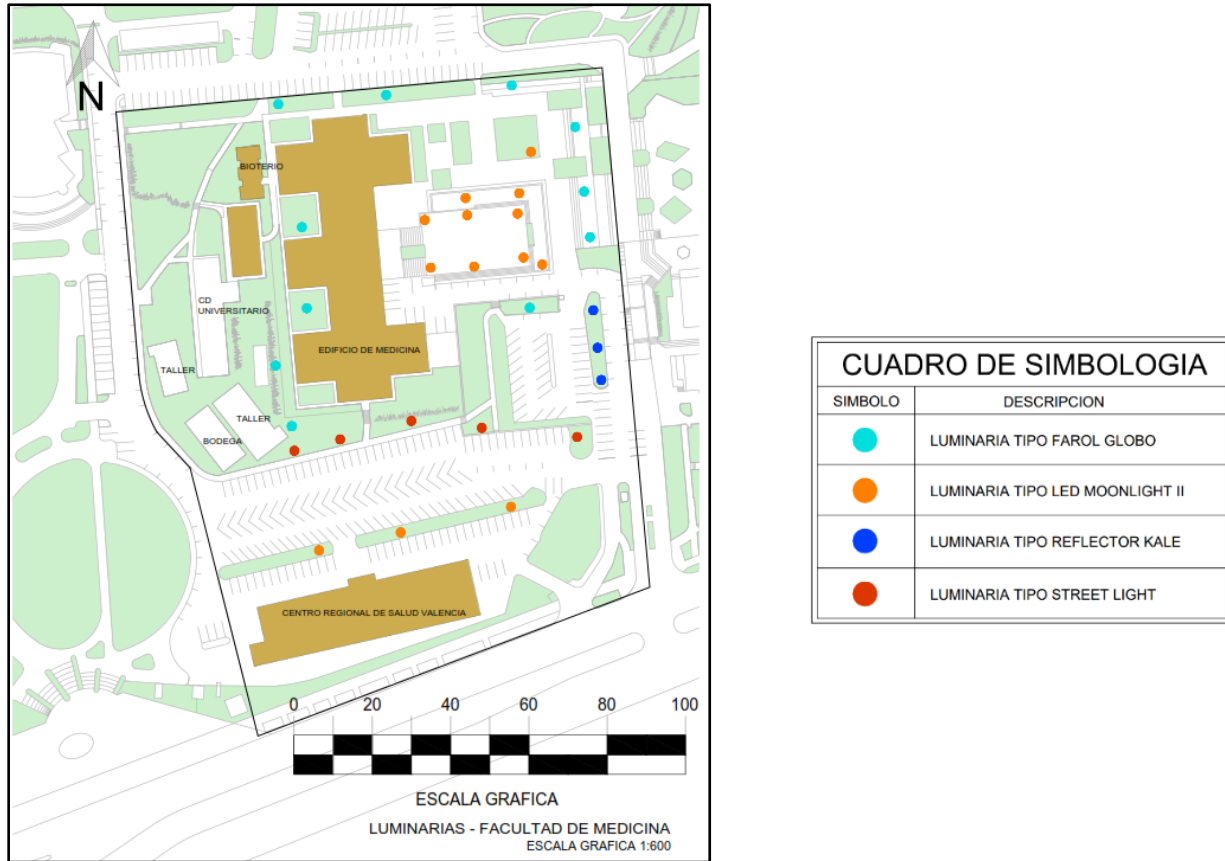 N
BIOTERIO
CD
UNIVERSITARIO
EDIFICIO DE MEDICINA
TALLER
TALLER
BODEGA
CENTRO REGIONAL DE SALUD VALENCIA
0 20 40 60 80 100
ESCALA GRAFICA
LUMINARIAS - FACULTAD DE MEDICINA
ESCALA GRAFICA 1:600
CUADRO DE SIMBOLOGIA
SIMBOLO DESCRIPCION
LUMINARIA TIPO FAROL GLOBO
LUMINARIA TIPO LED MOONLIGHT II
LUMINARIA TIPO REFLECTOR KALE
LUMINARIA TIPO STREET LIGHT